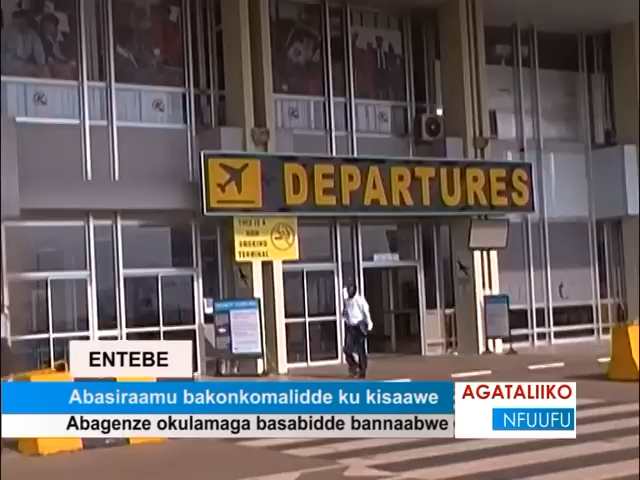 DEPARTURES
THIS IS A
NON
SMOKING
TERMINAL
ENTEBE
Abasiraamu bakonkomalidde ku kisaawe
Abagenze okulamaga basabidde bannaabwe
AGATALIIKO
NFUUFU